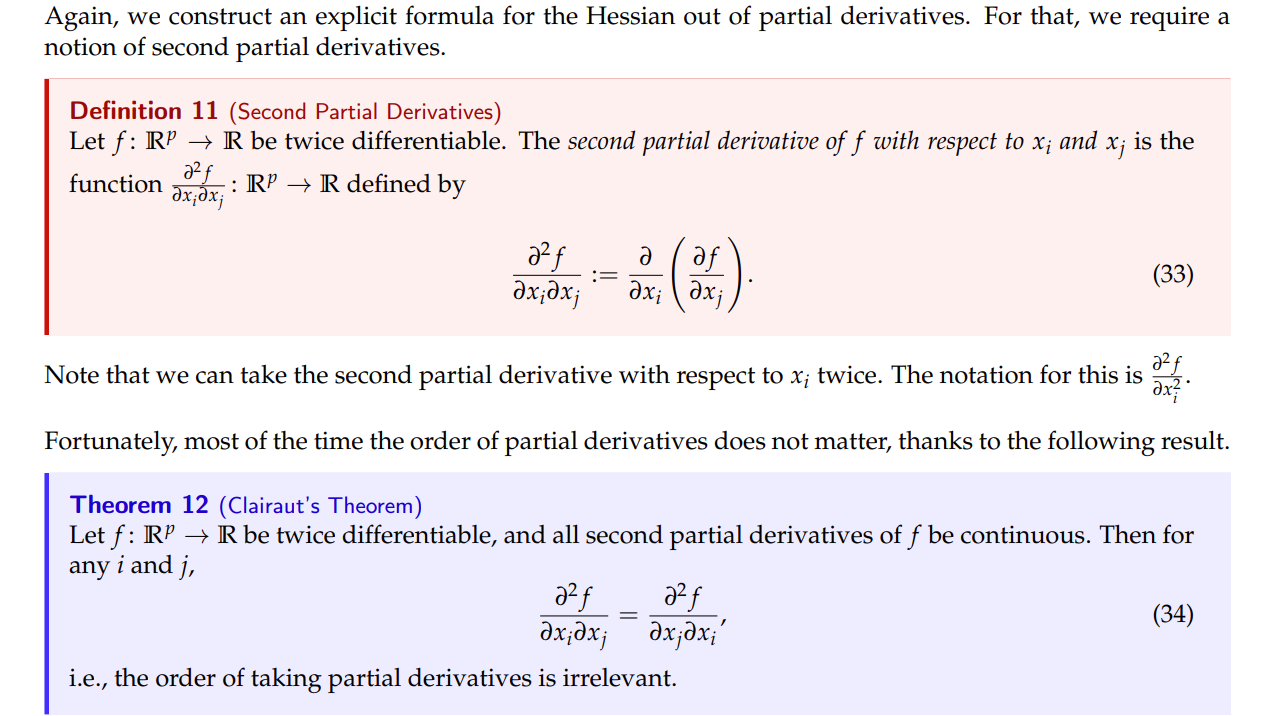 Again, we construct an explicit formula for the Hessian out of partial derivatives. For that, we require a
notion of second partial derivatives.
Definition 11 (Second Partial Derivatives)
Let $f\colon \mathbb{R}^p \to \mathbb{R}$ be twice differentiable. The second partial derivative of $f$ with respect to $x_i$ and $x_j$ is the
function $\frac{\partial^2 f}{\partial x_i \partial x_j}\colon \mathbb{R}^p \to \mathbb{R}$ defined by
$\frac{\partial^2 f}{\partial x_i \partial x_j} := \frac{\partial}{\partial x_i}\left(\frac{\partial f}{\partial x_j}\right).$ (33)
Note that we can take the second partial derivative with respect to $x_i$ twice. The notation for this is $\frac{\partial^2 f}{\partial x_i^2}$.
Fortunately, most of the time the order of partial derivatives does not matter, thanks to the following result.
Theorem 12 (Clairaut's Theorem)
Let $f\colon \mathbb{R}^p \to \mathbb{R}$ be twice differentiable, and all second partial derivatives of $f$ be continuous. Then for
any $i$ and $j$,
$\frac{\partial^2 f}{\partial x_i \partial x_j} = \frac{\partial^2 f}{\partial x_j \partial x_i},$ (34)
i.e., the order of taking partial derivatives is irrelevant.